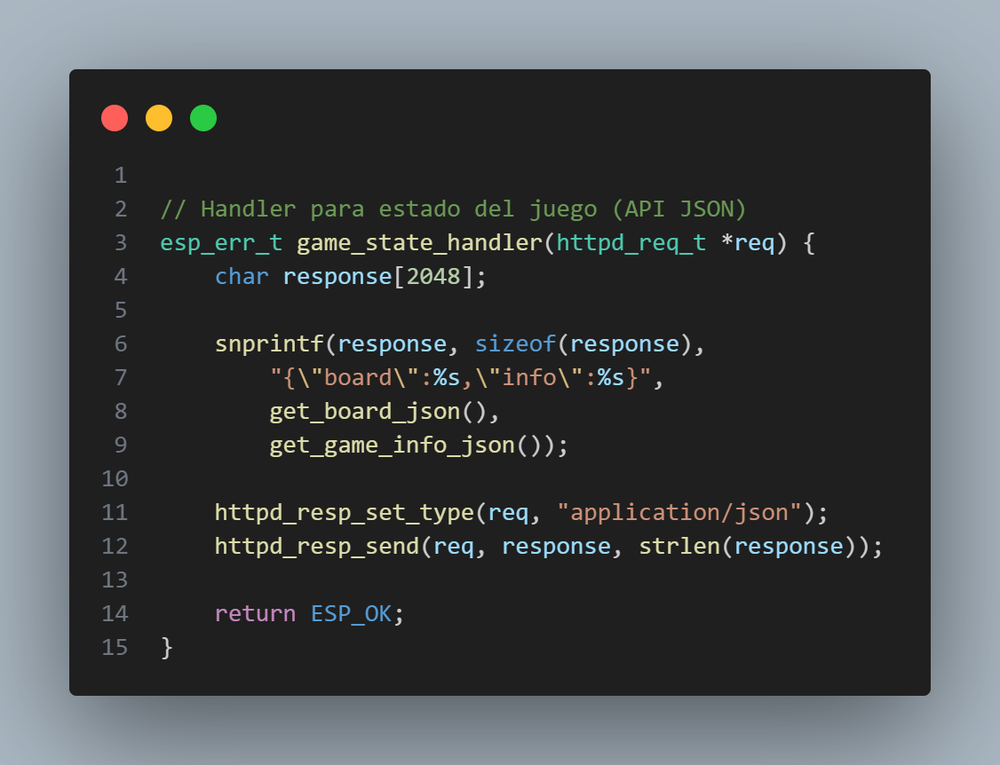 1
2 // Handler para estado del juego (API JSON)
3 esp_err_t game_state_handler(httpd_req_t *req) {
4     char response[2048];
5
6     snprintf(response, sizeof(response),
7         "{\"board\":%s,\"info\":%s}",
8         get_board_json(),
9         get_game_info_json());
10
11     httpd_resp_set_type(req, "application/json");
12     httpd_resp_send(req, response, strlen(response));
13
14     return ESP_OK;
15 }